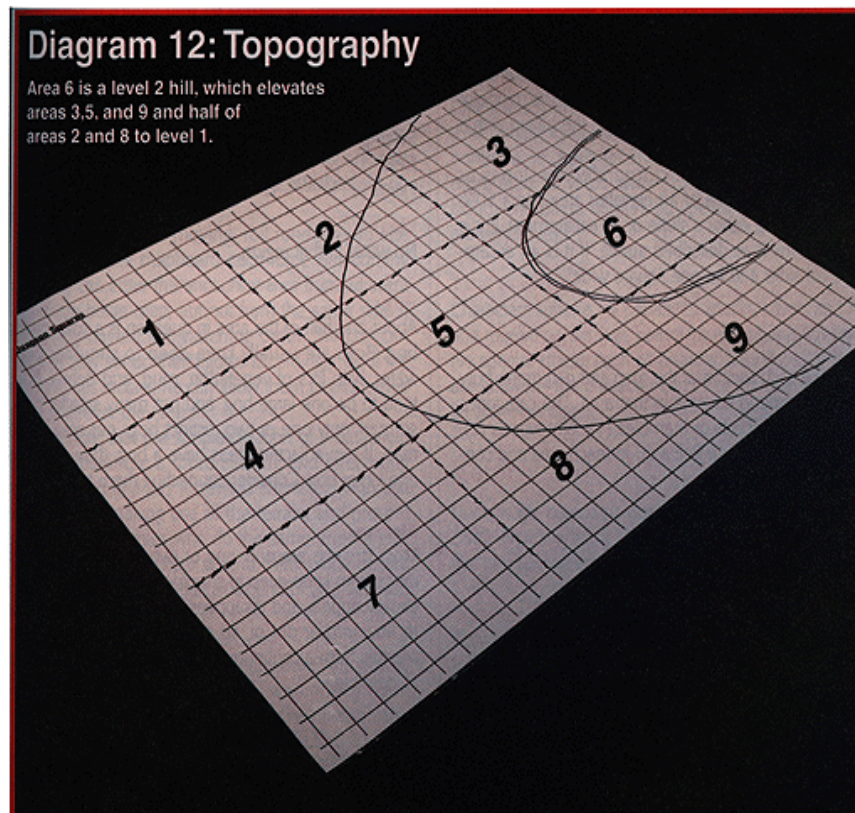 Diagram 12: Topography
Area 6 is a level 2 hill, which elevates
areas 3,5, and 9 and half of
areas 2 and 8 to level 1.
3
6
2
1
5
9
4
8
7